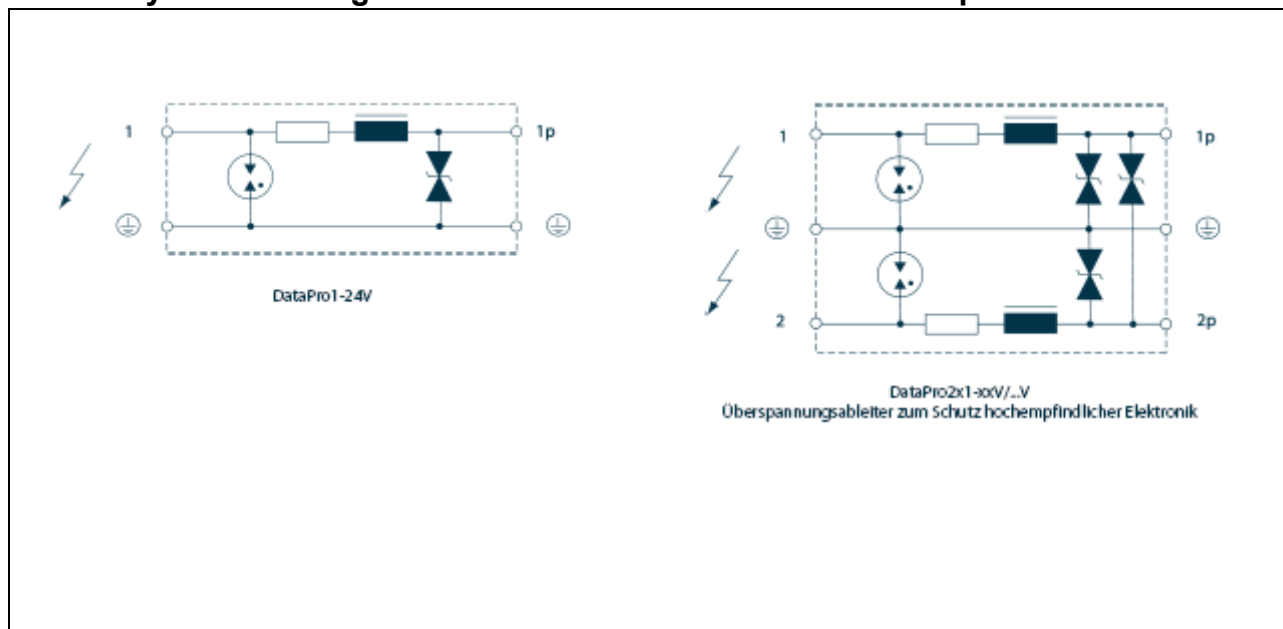 1
1p
DataPro1-24V
1
1p
2
2p
DataPro2x1-xxV/...V
Überspannungsableiter zum Schutz hochempfindlicher Elektronik